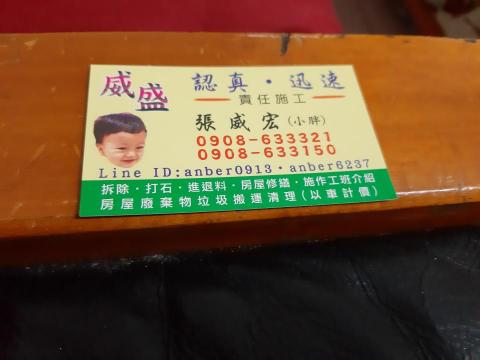 威盛
認真·迅速
責任施工
張威宏(小胖)
0908-633321
0908-633150
Line ID:anber0913·anber6237
拆除·打石·進退料·房屋修繕·施作工班介紹
房屋廢棄物垃圾搬運清理(以車計價)